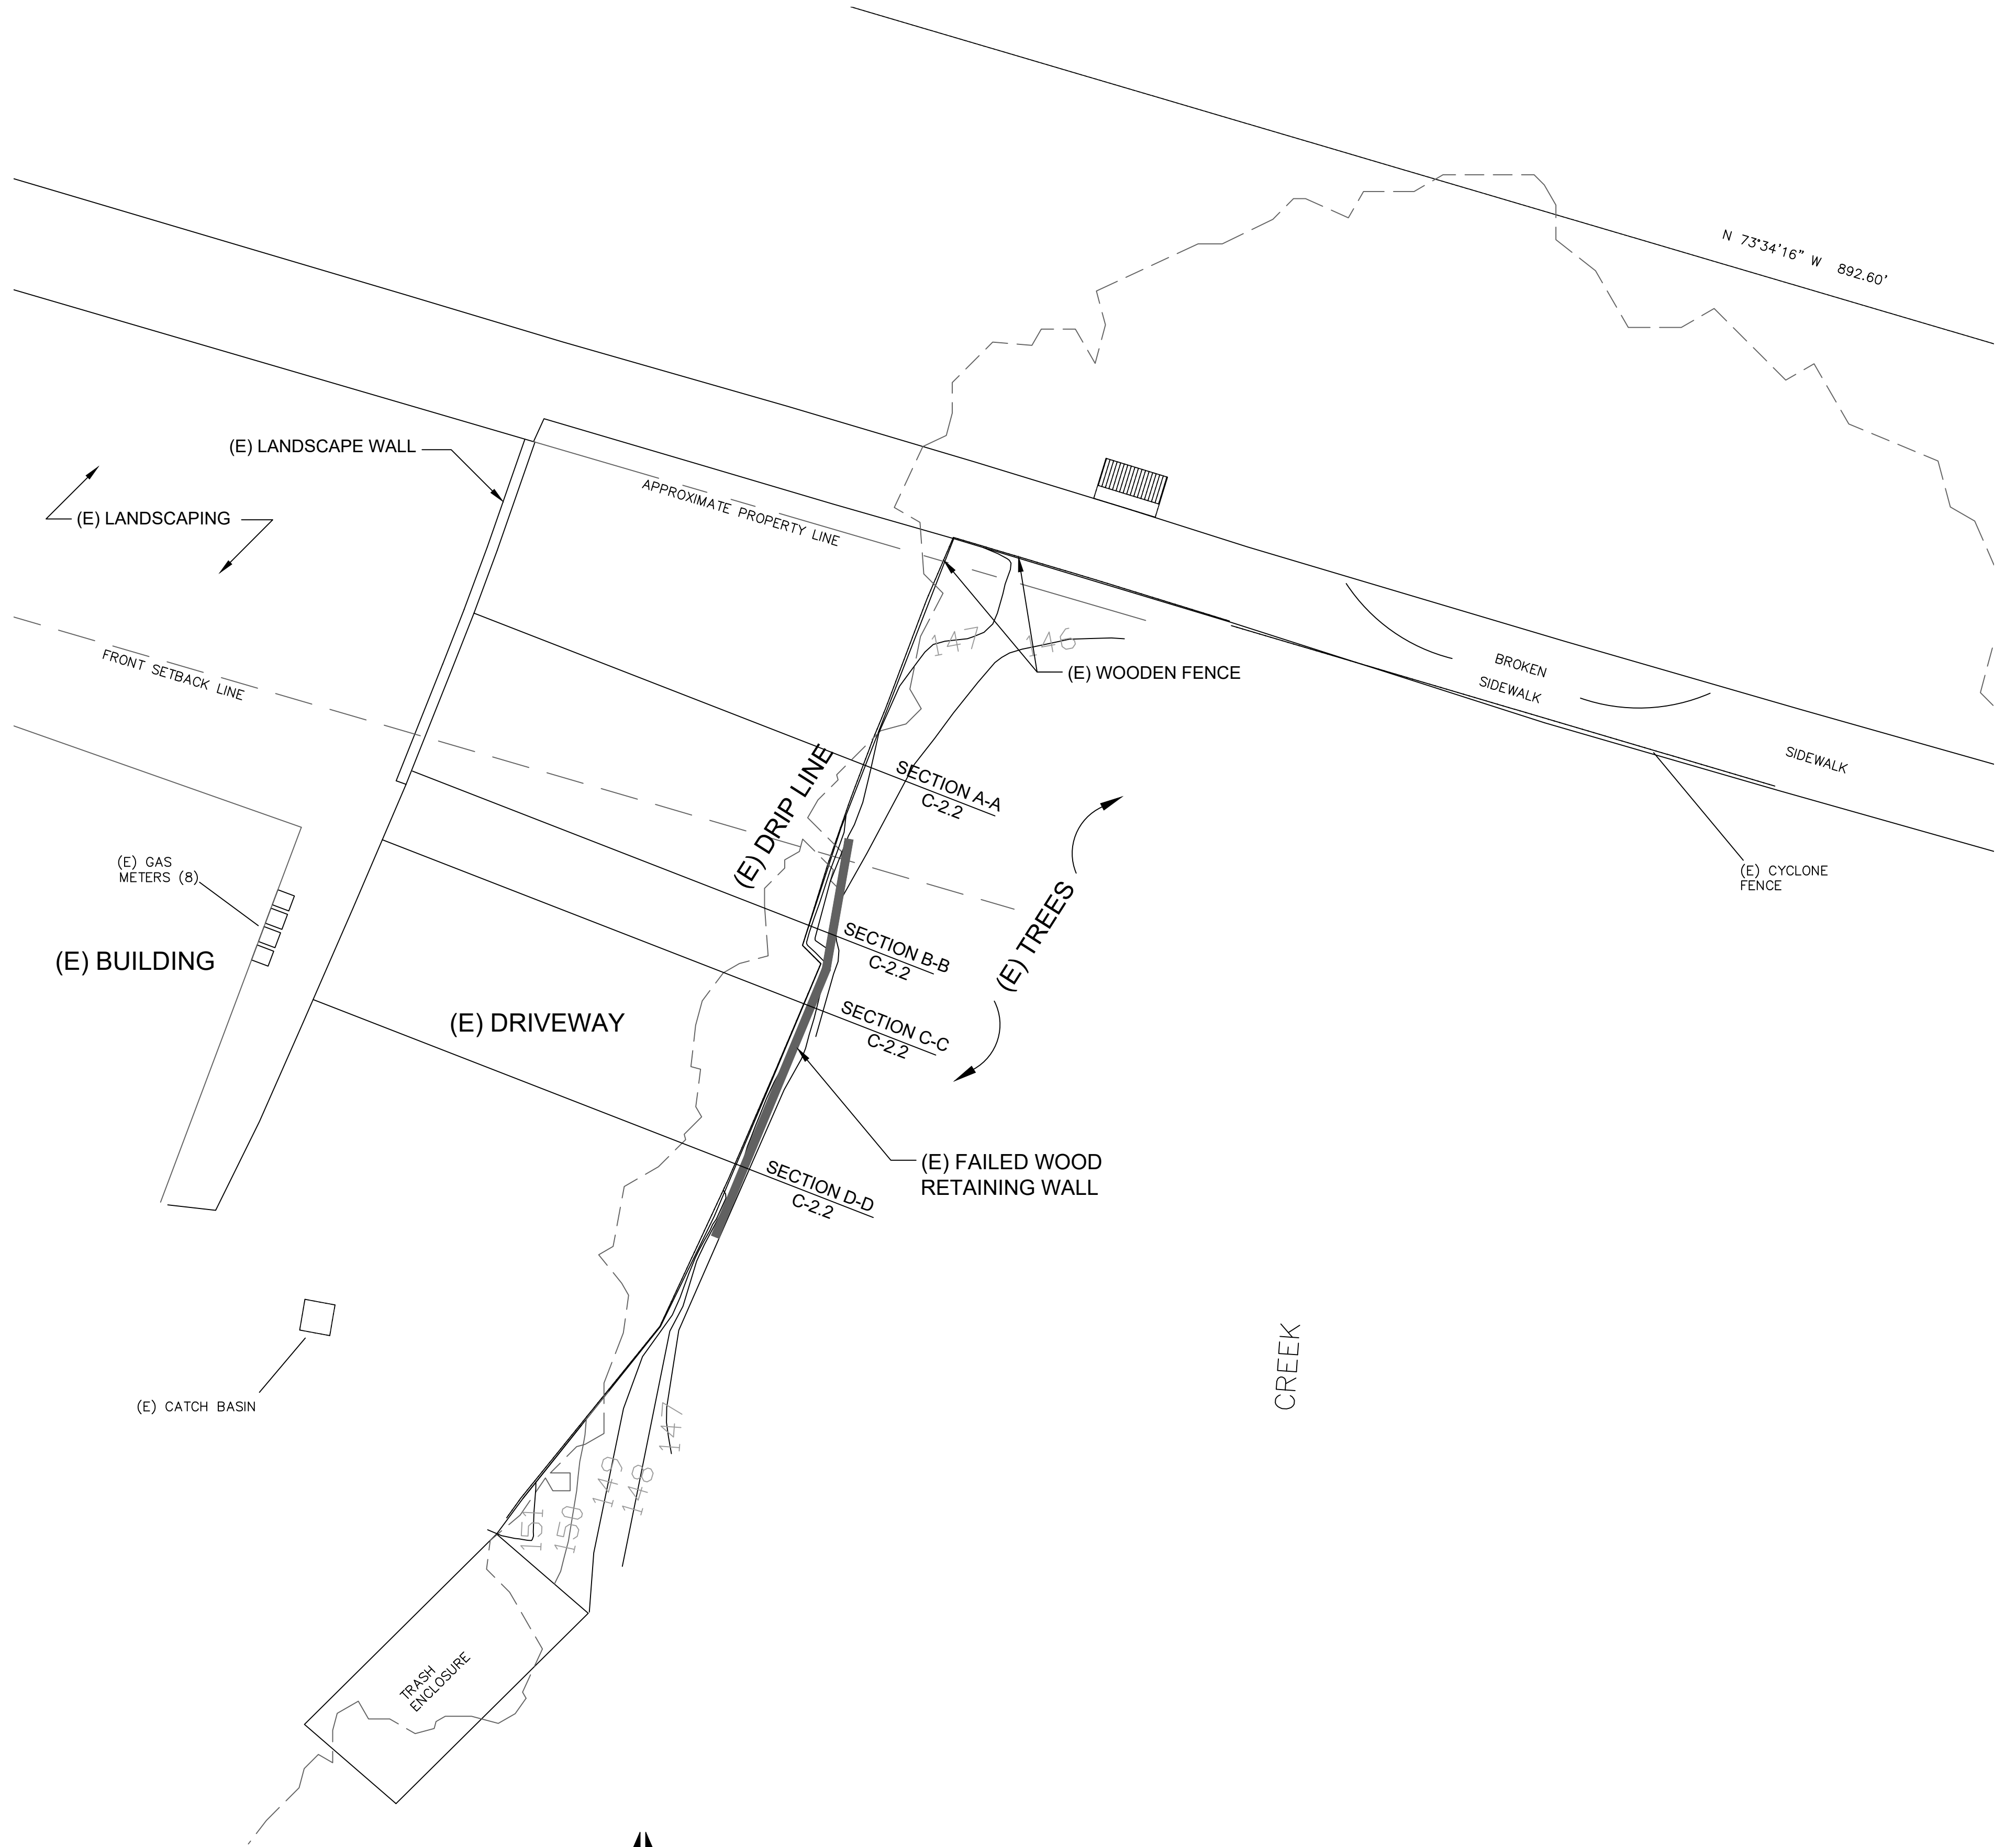 N 73°34'16" W 892.60'
(E) LANDSCAPE WALL
APPROXIMATE PROPERTY LINE
(E) LANDSCAPING
147
146
(E) WOODEN FENCE
FRONT SETBACK LINE
BROKEN
SIDEWALK
SIDEWALK
(E) DRIP LINE
SECTION A-A
C-2.2
(E) GAS
METERS (8)
(E) CYCLONE
FENCE
(E) TREES
(E) BUILDING
SECTION B-B
C-2.2
(E) DRIVEWAY
SECTION C-C
C-2.2
(E) FAILED WOOD
RETAINING WALL
SECTION D-D
C-2.2
CREEK
(E) CATCH BASIN
147
149
148
151
150
TRASH
ENCLOSURE